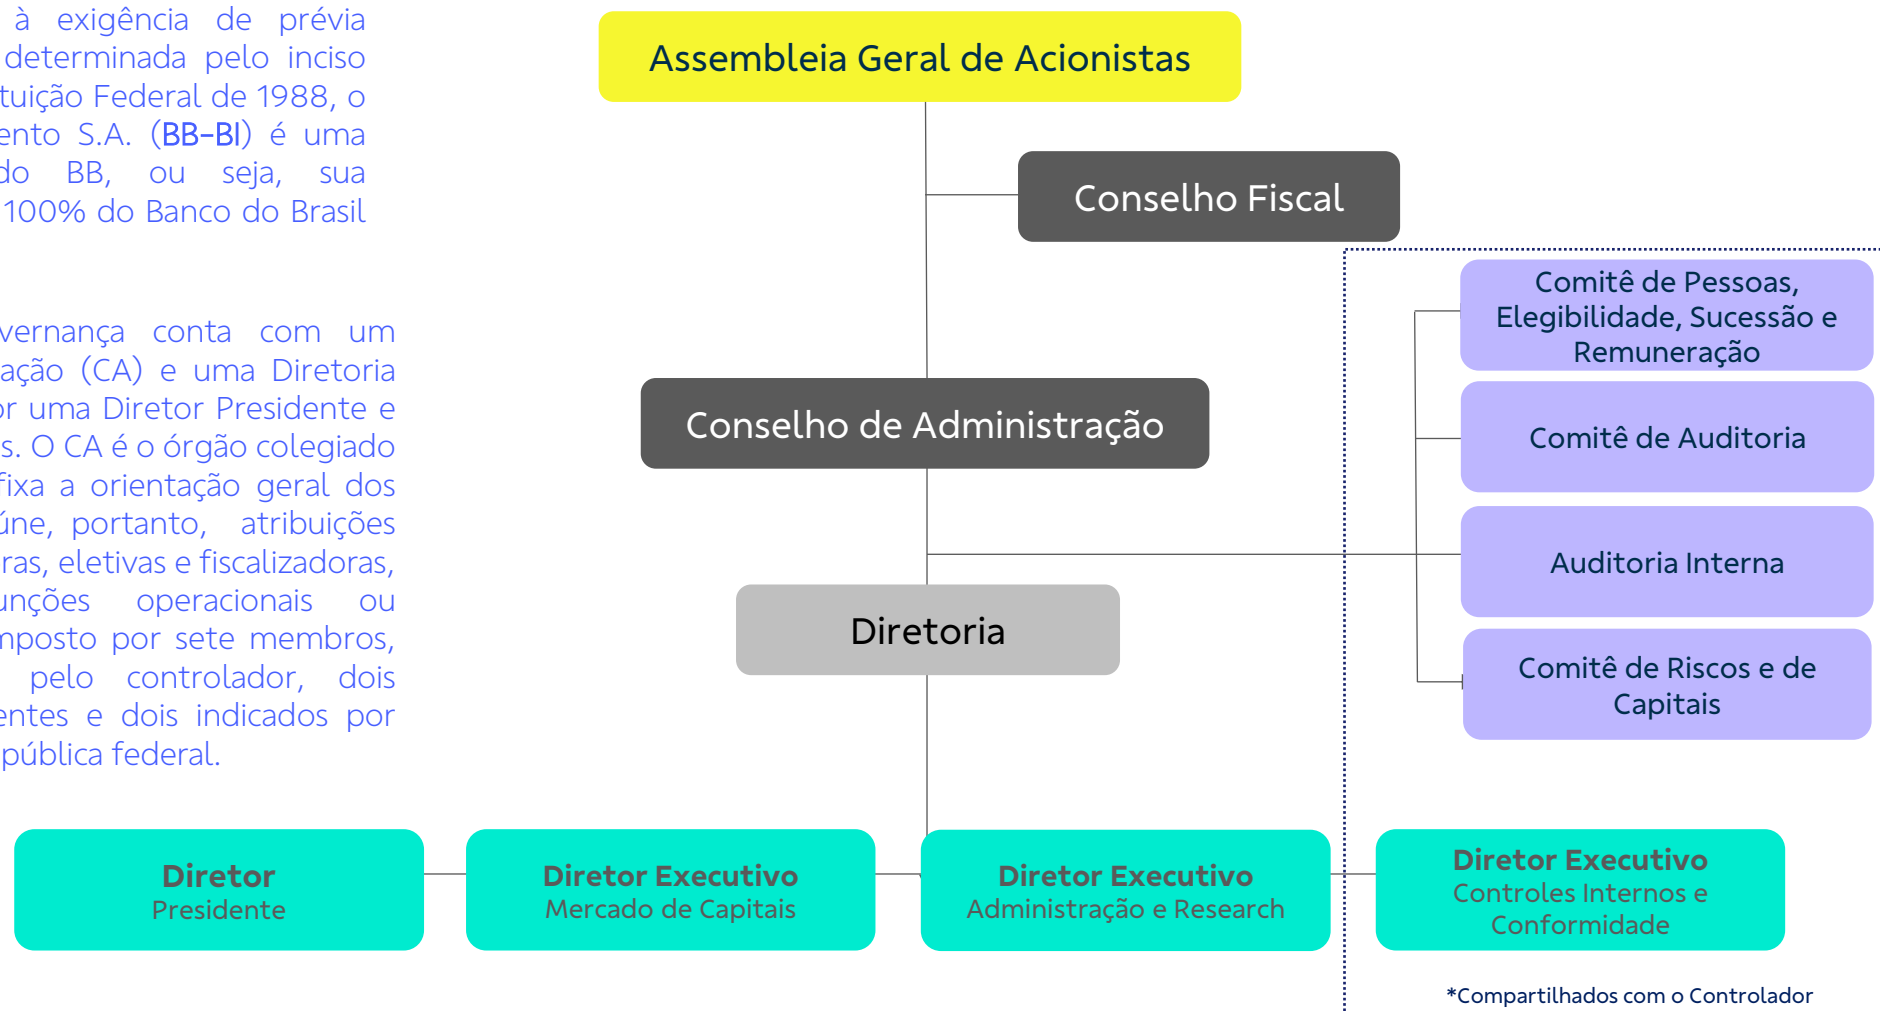 à exigência de prévia
determinada pelo inciso
tuição Federal de 1988, o
ento S.A. (BB-BI) é uma
do BB, ou seja, sua
100% do Banco do Brasil
vernança conta com um
ação (CA) e uma Diretoria
or uma Diretor Presidente e
s. O CA é o órgão colegiado
fixa a orientação geral dos
úne, portanto, atribuições
ras, eletivas e fiscalizadoras,
unções operacionais ou
mposto por sete membros,
pelo controlador, dois
entes e dois indicados por
pública federal.
Assembleia Geral de Acionistas
Conselho Fiscal
Conselho de Administração
Comitê de Pessoas,
Elegibilidade, Sucessão e
Remuneração
Comitê de Auditoria
Auditoria Interna
Comitê de Riscos e de
Capitais
Diretoria
Diretor
Presidente
Diretor Executivo
Mercado de Capitais
Diretor Executivo
Administração e Research
Diretor Executivo
Controles Internos e
Conformidade
*Compartilhados com o Controlador